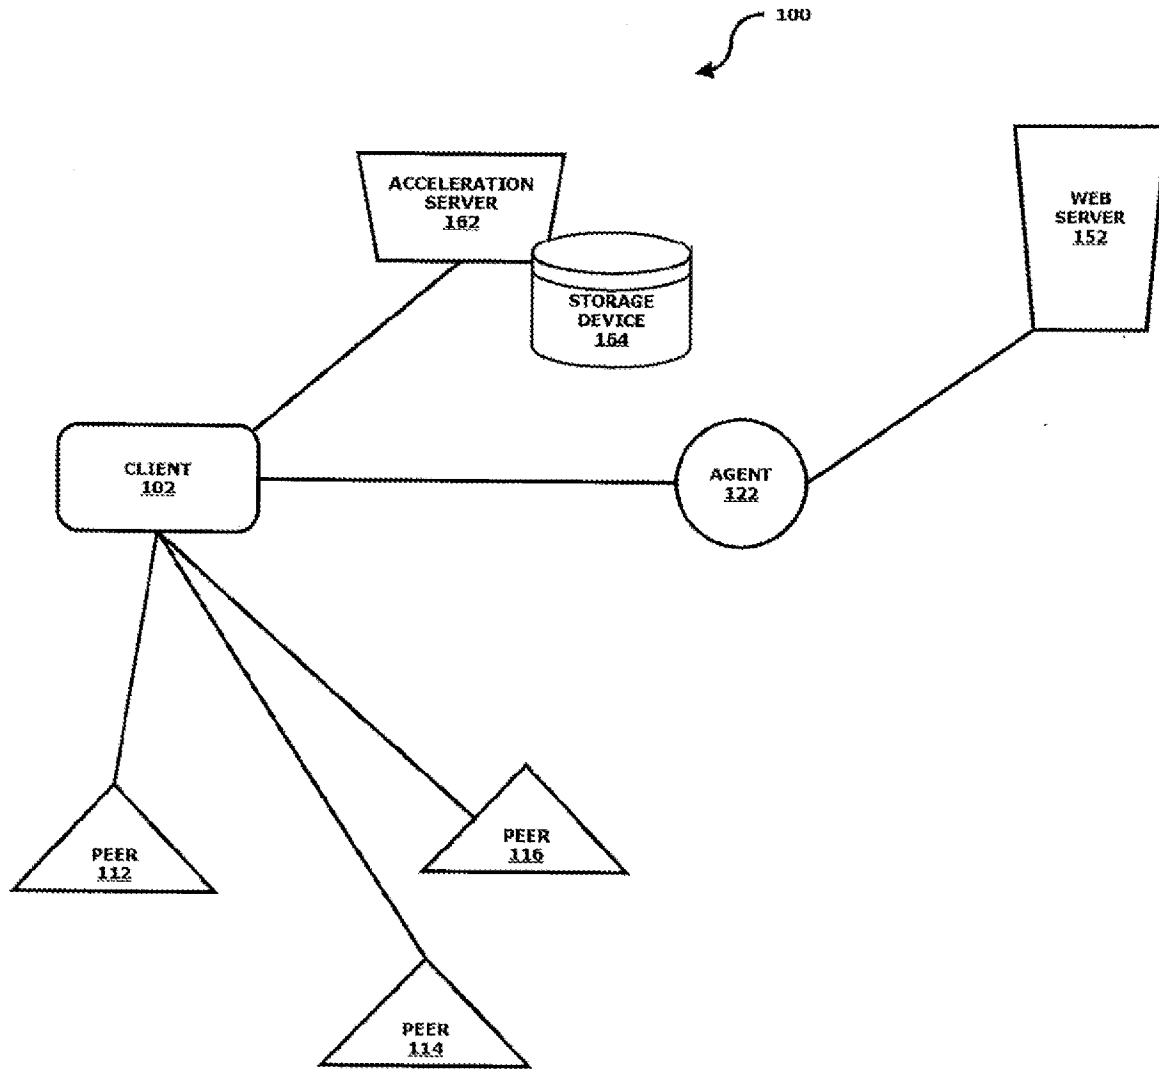 100
ACCELERATION
SERVER
162
WEB
SERVER
152
STORAGE
DEVICE
164
CLIENT
102
AGENT
122
PEER
112
PEER
116
PEER
114